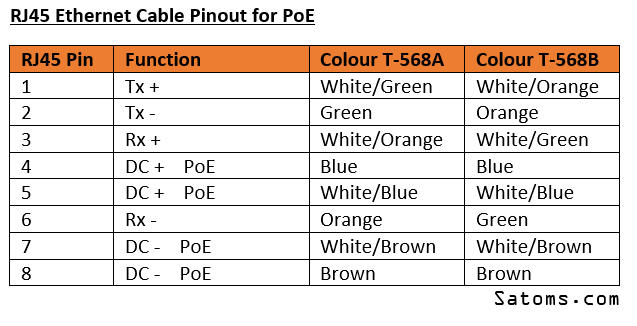 RJ45 Ethernet Cable Pinout for PoE
RJ45 Pin Function Colour T-568A Colour T-568B
1 Tx + White/Green White/Orange
2 Tx - Green Orange
3 Rx + White/Orange White/Green
4 DC + PoE Blue Blue
5 DC + PoE White/Blue White/Blue
6 Rx - Orange Green
7 DC - PoE White/Brown White/Brown
8 DC - PoE Brown Brown
Satoms.com